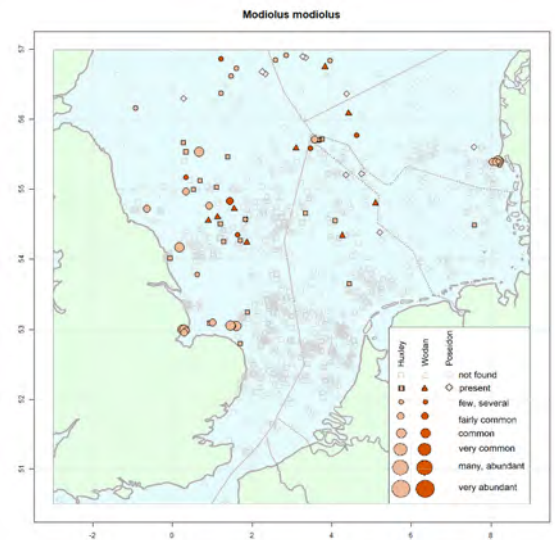 Modiolus modiolus
57
56
55
54
53
52
51
-2
0
2
4
6
8
Huxley
Wodan
Poseidon
not found
present
few, several
fairly common
common
very common
many, abundant
very abundant